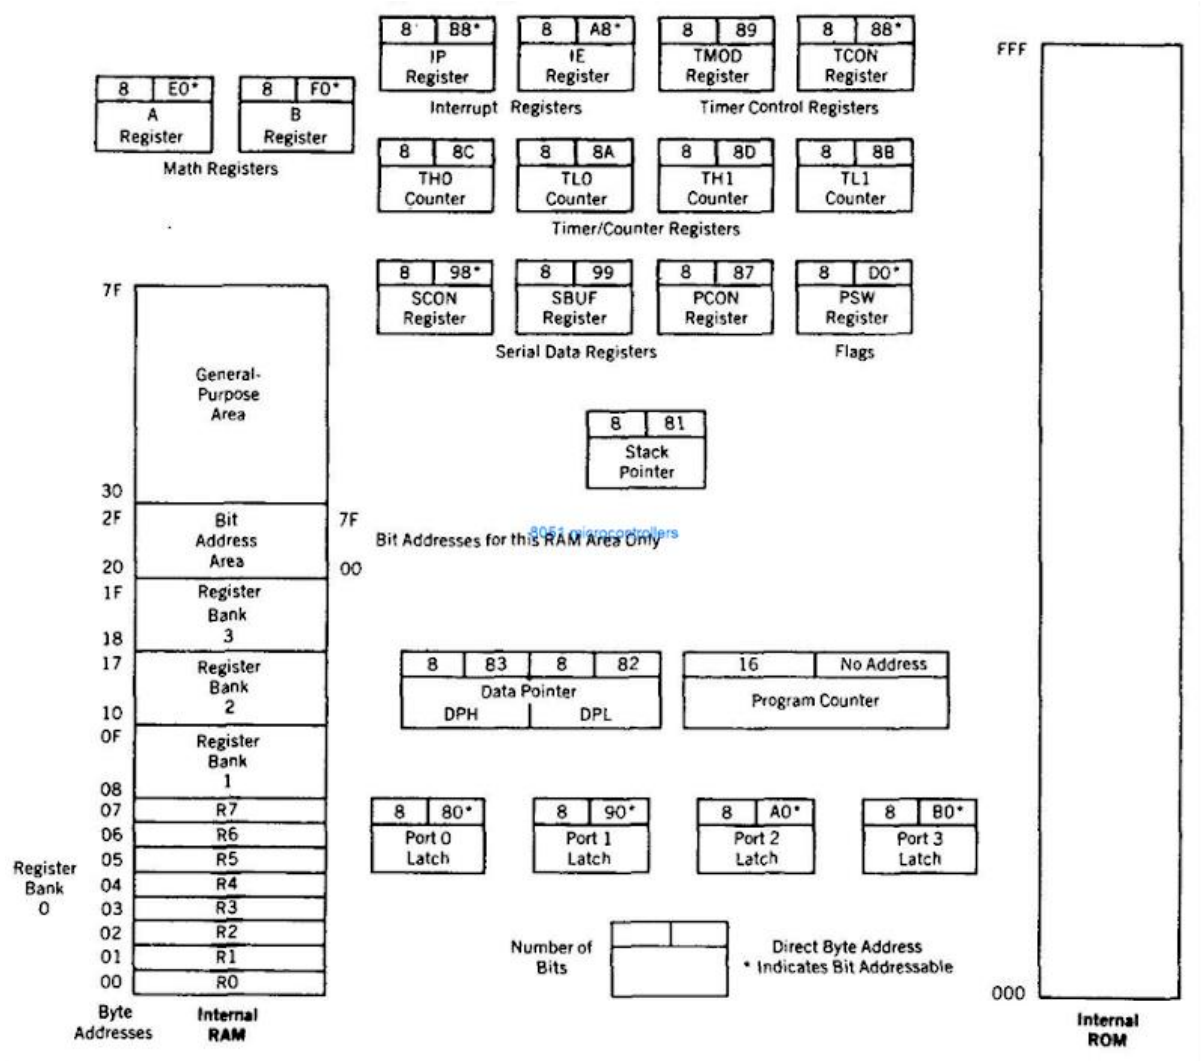 8 B8*
IP
Register
8 A8*
IE
Register
Interrupt Registers
8 89
TMOD
Register
8 88*
TCON
Register
Timer Control Registers
8 E0*
A
Register
8 F0*
B
Register
Math Registers
8 8C
TH0
Counter
8 8A
TL0
Counter
8 8D
TH1
Counter
8 8B
TL1
Counter
Timer/Counter Registers
8 98*
SCON
Register
8 99
SBUF
Register
8 87
PCON
Register
Serial Data Registers
8 D0*
PSW
Register
Flags
8 81
Stack
Pointer
7F
General-
Purpose
Area
30
2F
Bit
Address
Area
20
7F
00
Bit Addresses for this RAM Area Only
8051 microcontrollers
1F
Register
Bank
3
18
17
Register
Bank
2
10
0F
Register
Bank
1
08
07 R7
06 R6
05 R5
04 R4
03 R3
02 R2
01 R1
00 R0
Register
Bank
0
Byte
Addresses
Internal
RAM
8 83 8 82
Data Pointer
DPH DPL
16 No Address
Program Counter
8 80*
Port 0
Latch
8 90*
Port 1
Latch
8 A0*
Port 2
Latch
8 B0*
Port 3
Latch
Number of
Bits
Direct Byte Address
* Indicates Bit Addressable
FFF
000
Internal
ROM